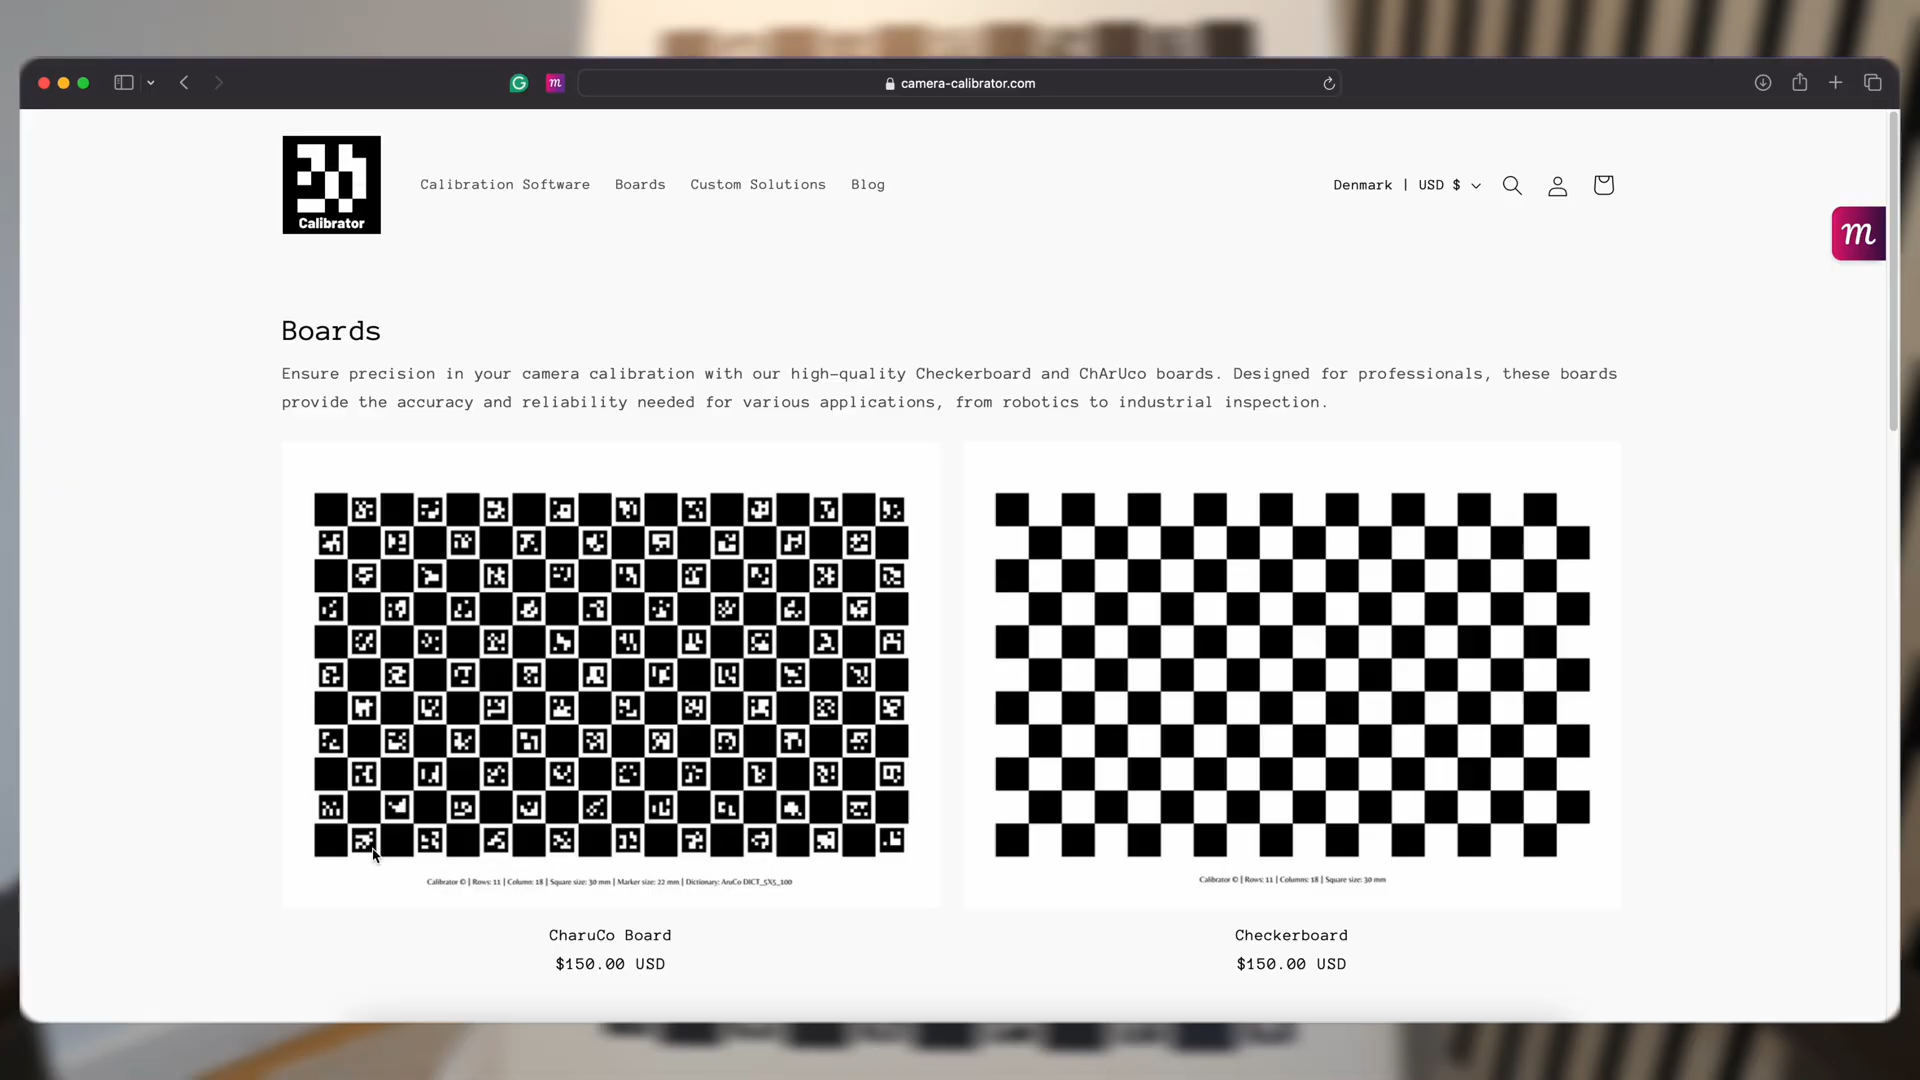 camera-calibrator.com
Calibrator
Calibration Software
Boards
Custom Solutions
Blog
Denmark | USD $
m
Boards
Ensure precision in your camera calibration with our high-quality Checkerboard and ChArUco boards. Designed for professionals, these boards
provide the accuracy and reliability needed for various applications, from robotics to industrial inspection.
Calibrator © | Rows: 11 | Column: 18 | Square size: 30 mm | Marker size: 22 mm | Dictionary: AruCo DICT_5X5_100
Calibrator © | Rows: 11 | Columns: 18 | Square size: 30 mm
CharuCo Board
$150.00 USD
Checkerboard
$150.00 USD